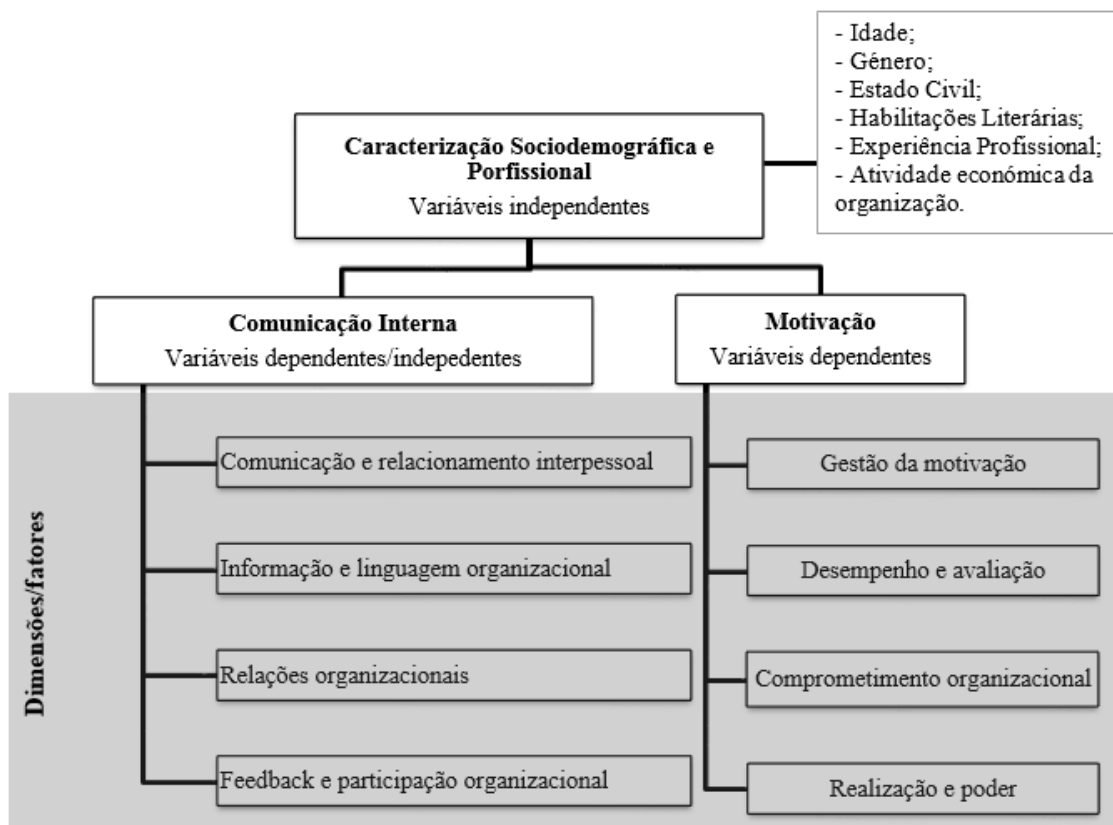 - Idade;
- Género;
- Estado Civil;
- Habilitações Literárias;
- Experiência Profissional;
- Atividade económica da
organização.
Caracterização Sociodemográfica e
Porfissional
Variáveis independentes
Comunicação Interna
Variáveis dependentes/indepedentes
Motivação
Variáveis dependentes
Dimensões/fatores
Comunicação e relacionamento interpessoal
Informação e linguagem organizacional
Relações organizacionais
Feedback e participação organizacional
Gestão da motivação
Desempenho e avaliação
Comprometimento organizacional
Realização e poder